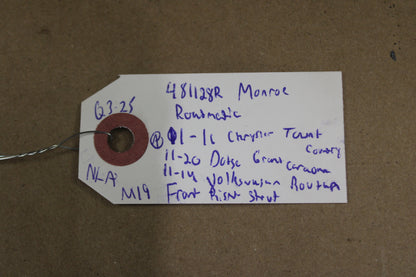 Q3-25
NLA
M19
481128R Monroe
Roadmatic
11-16 Chrysler Town &
Country
11-20 Dodge Grand Caravan
11-14 Volkswagen Routan
Front Right Strut